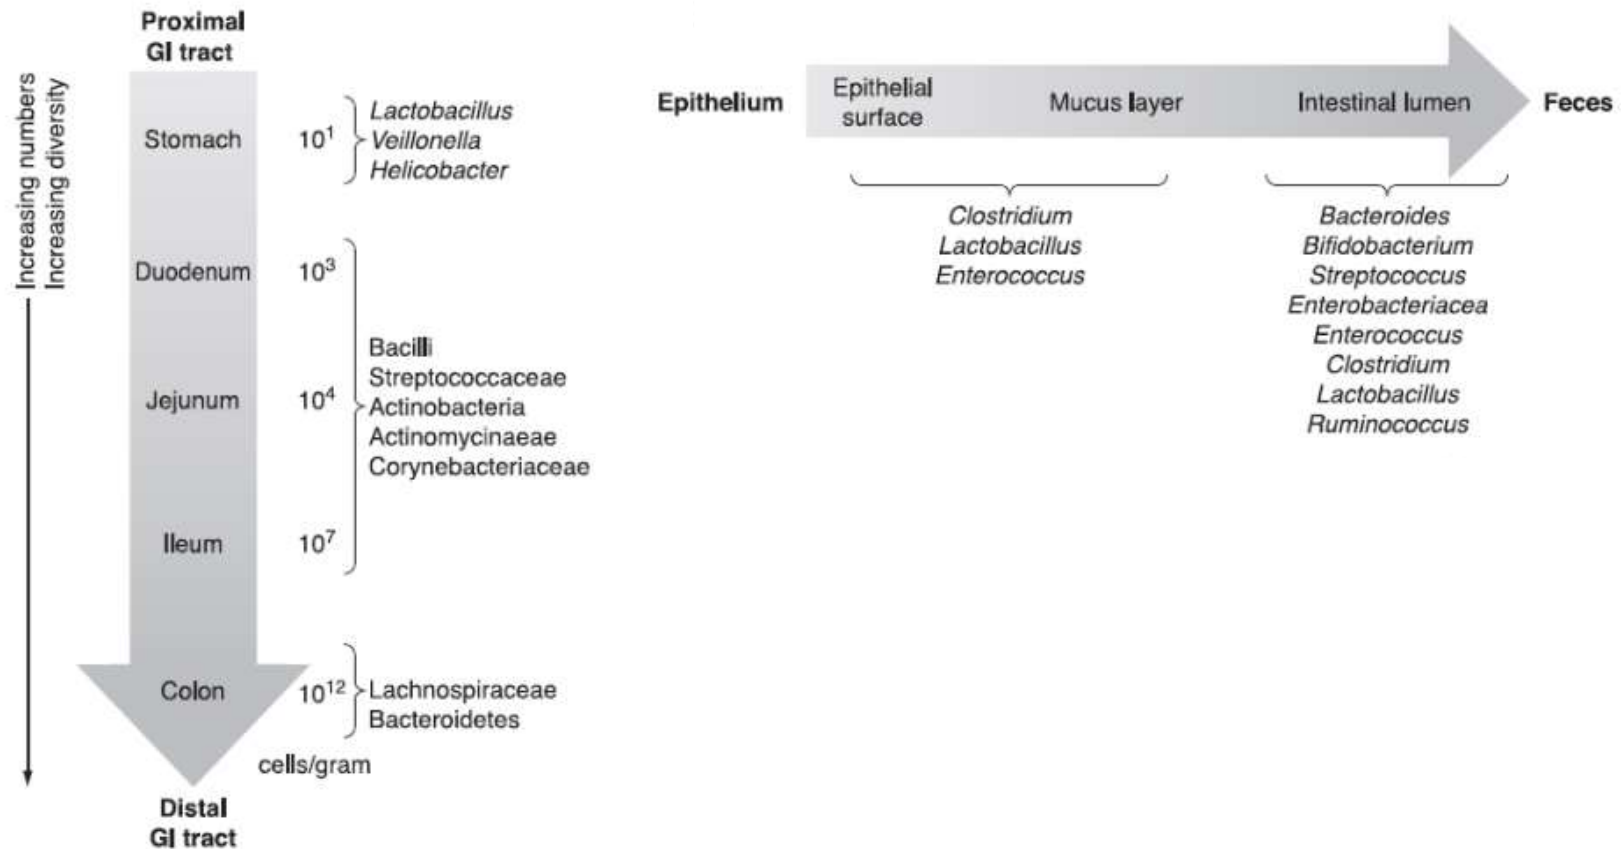 Proximal
GI tract
Increasing numbers
Increasing diversity
Stomach
10¹
Lactobacillus
Veillonella
Helicobacter
Duodenum
10³
Jejunum
10⁴
Ileum
10⁷
Bacilli
Streptococcaceae
Actinobacteria
Actinomycinaeae
Corynebacteriaceae
Colon
10¹²
Lachnospiraceae
Bacteroidetes
cells/gram
Distal
GI tract
Epithelium
Epithelial
surface
Mucus layer
Intestinal lumen
Feces
Clostridium
Lactobacillus
Enterococcus
Bacteroides
Bifidobacterium
Streptococcus
Enterobacteriacea
Enterococcus
Clostridium
Lactobacillus
Ruminococcus